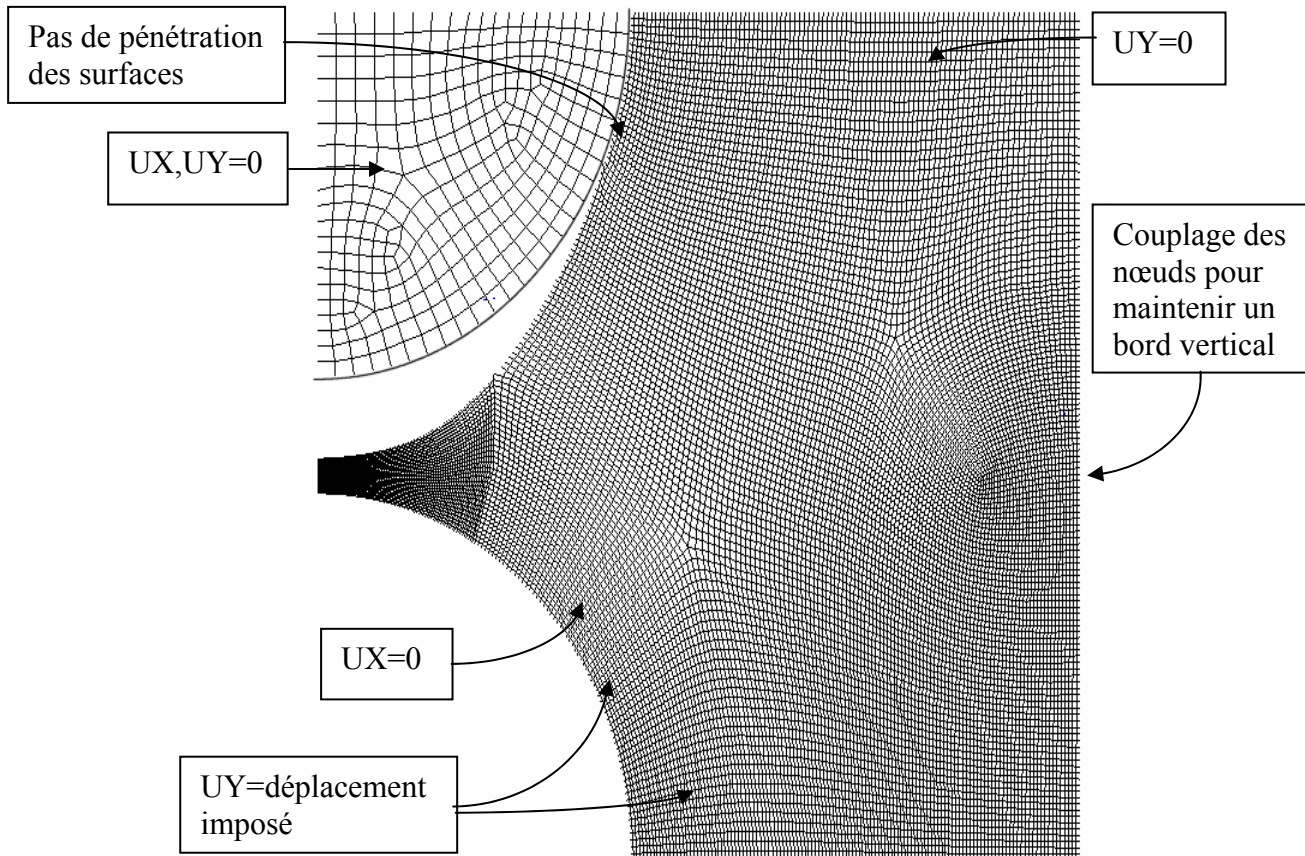 Pas de pénétration
des surfaces
UY=0
UX,UY=0
Couplage des
nœuds pour
maintenir un
bord vertical
UX=0
UY=déplacement
imposé